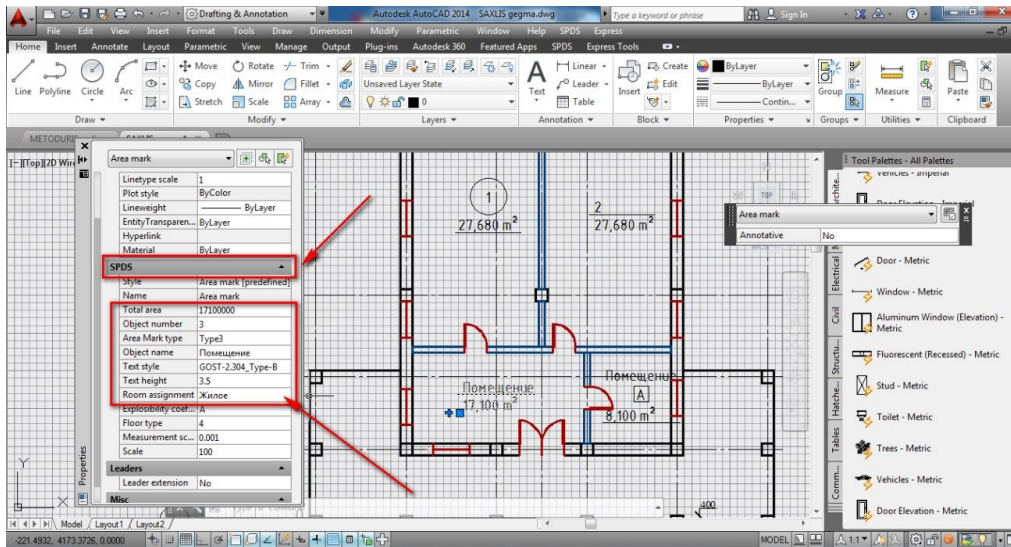 Drafting & Annotation
Autodesk AutoCAD 2014 SAXLIS gegma.dwg
Type a keyword or phrase
Sign In
File Edit View Insert Format Tools Draw Dimension Modify Parametric Window Help SPDS Express
Home Insert Annotate Layout Parametric View Manage Output Plug-ins Autodesk 360 Featured Apps SPDS Express Tools
Move Rotate Trim
Linear Create ByLayer
Copy Mirror Fillet Unsaved Layer State
Leader Edit ByLayer
Line Polyline Circle Arc Text Insert Group Measure Paste
Stretch Scale Array 0
Table Contin...
Draw Modify Layers Annotation Block Properties Groups Utilities Clipboard
METODURI
SAXLIS
[-][Top][2D Wir
Area mark
Linetype scale 1
Plot style ByColor
Lineweight ByLayer
EntityTransparen... ByLayer
Hyperlink
Material ByLayer
SPDS
Style Area mark [predefined]
Name Area mark
Total area 17100000
Object number 3
Area Mark type Type3
Object name Помещение
Text style GOST-2.304_Type-B
Text height 3.5
Room assignment Жилое
Explosibility coef... A
Floor type 4
Measurement sc... 0.001
Scale 100
Leaders
Leader extension No
Misc
Properties
1
27,680 m²
2
27,680 m²
Помещение
17,100 m²
Помещение
A
8,100 m²
400
TOP
Area mark
Annotative No
Tool Palettes - All Palettes
Vehicles - Imperial
Door Elevation - Imperial
Door - Metric
Window - Metric
Aluminum Window (Elevation) - Metric
Fluorescent (Recessed) - Metric
Stud - Metric
Toilet - Metric
Trees - Metric
Vehicles - Metric
Door Elevation - Metric
Archite...
Electrical
Civil
Structu...
Hatche...
Tables
Comm...
Y
X
Model Layout1 Layout2
-221.4932, 4173.3726, 0.0000
MODEL
1:1